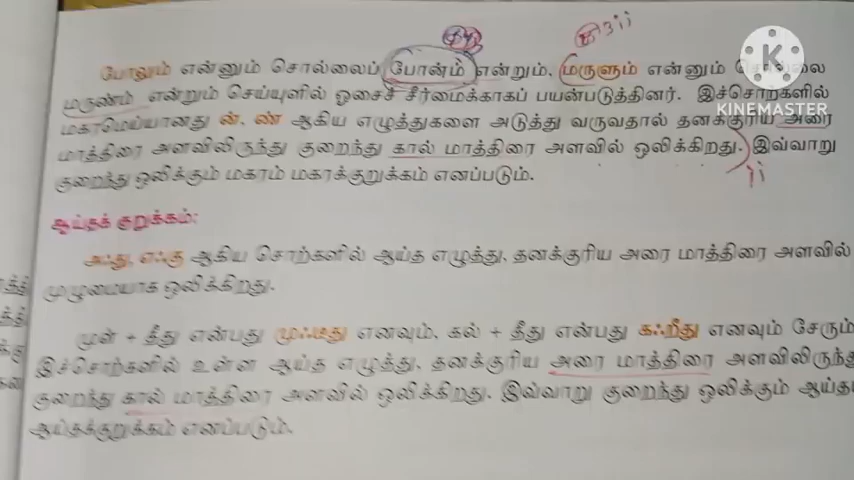 போலும் என்னும் சொல்லைப் போன்ம் என்றும், மருளும் என்னும் சொல்லை
மருண்ம் என்றும் செய்யுளில் ஓசைச் சீர்மைக்காகப் பயன்படுத்தினர். இச்சொற்களில்
KINEMASTER
மகரமெய்யானது ன், ண் ஆகிய எழுத்துகளை அடுத்து வருவதால் தனக்குரிய அரை
மாத்திரை அளவிலிருந்து குறைந்து கால் மாத்திரை அளவில் ஒலிக்கிறது. இவ்வாறு
குறைந்து ஒலிக்கும் மகரம் மகரக்குறுக்கம் எனப்படும்.
ஆய்தக் குறுக்கம்:
அஃது, எஃகு ஆகிய சொற்களில் ஆய்த எழுத்து, தனக்குரிய அரை மாத்திரை அளவில்
முழுமையாக ஒலிக்கிறது.
முள் + தீது என்பது முஃடீது எனவும், கல் + தீது என்பது கஃறீது எனவும் சேரும்
இச்சொற்களில் உள்ள ஆய்த எழுத்து, தனக்குரிய அரை மாத்திரை அளவிலிருந்து
குறைந்து கால் மாத்திரை அளவில் ஒலிக்கிறது. இவ்வாறு குறைந்து ஒலிக்கும் ஆய்த
ஆய்தக்குறுக்கம் எனப்படும்.